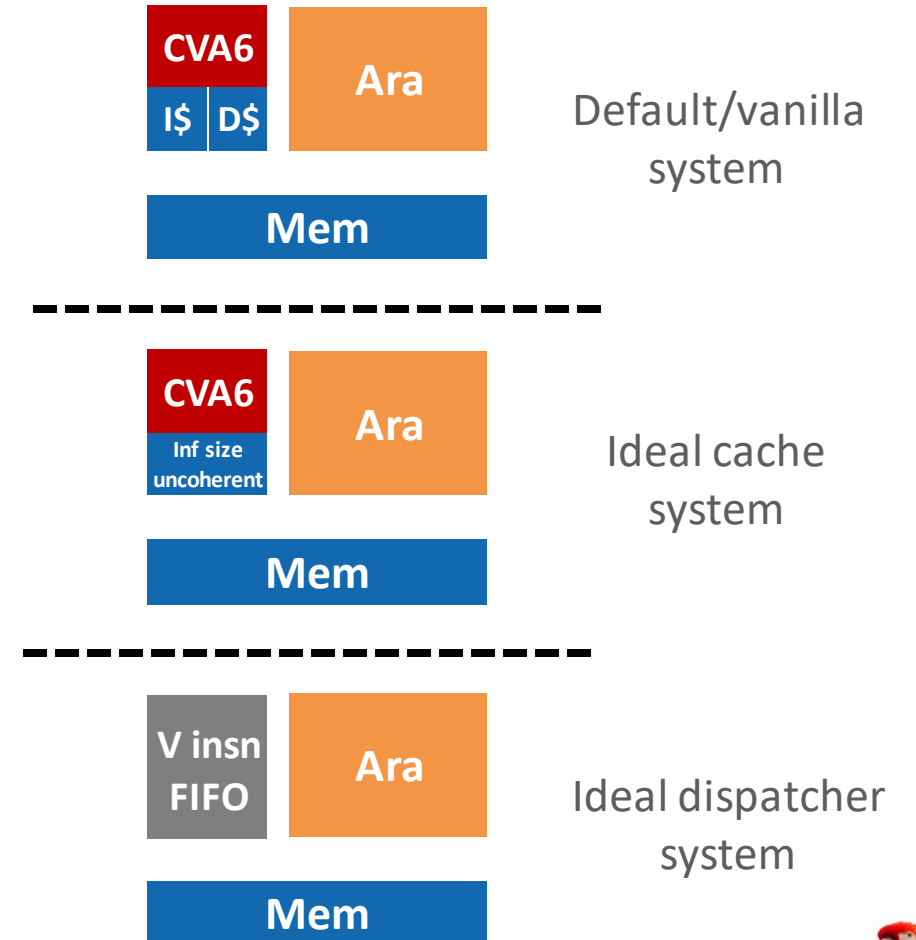 CVA6
Ara
I$ D$
Default/vanilla
system
Mem
CVA6
Ara
Inf size
uncoherent
Ideal cache
system
Mem
V insn
FIFO
Ara
Ideal dispatcher
system
Mem